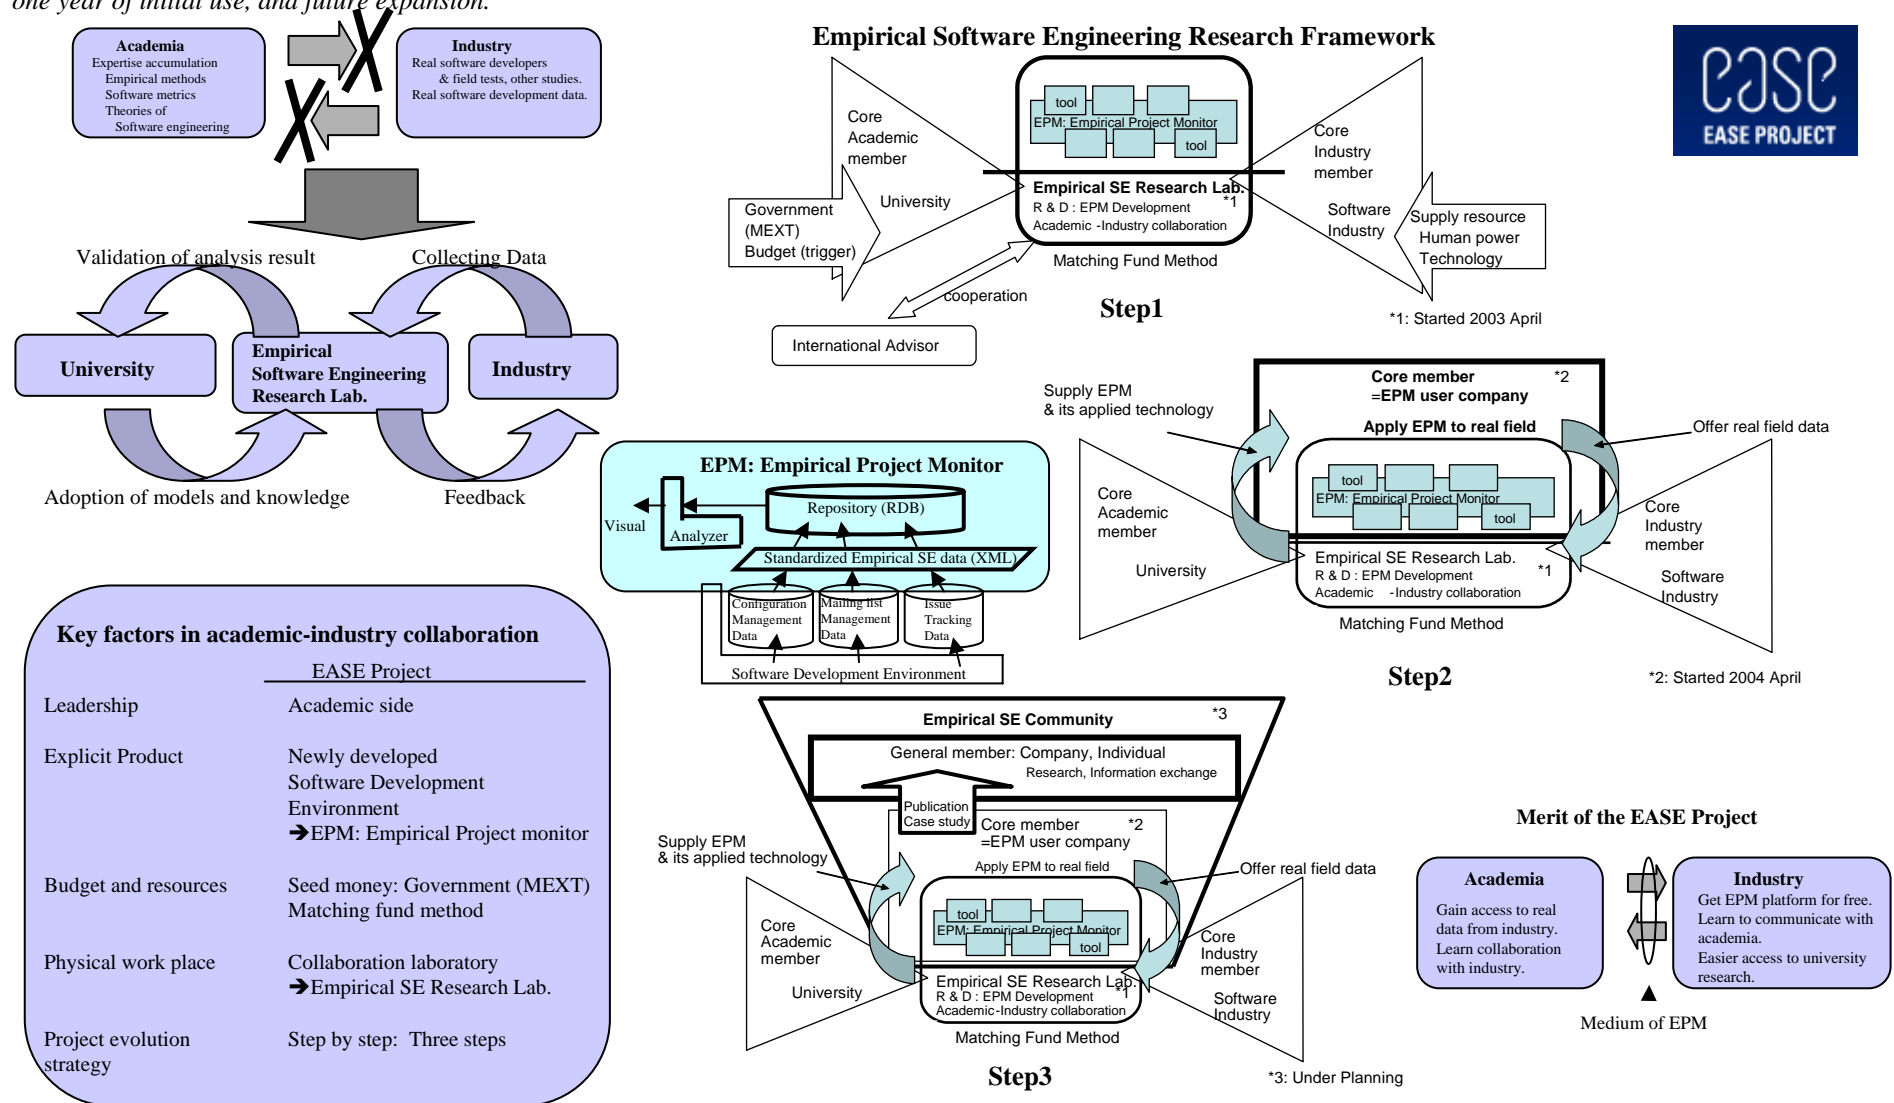 one year of initial use, and future expansion.
Academia
Expertise accumulation
Empirical methods
Software metrics
Theories of
Software engineering
Industry
Real software developers
& field tests, other studies.
Real software development data.
Validation of analysis result
Collecting Data
University
Empirical
Software Engineering
Research Lab.
Industry
Adoption of models and knowledge
Feedback
Key factors in academic-industry collaboration
EASE Project
Leadership
Academic side
Explicit Product
Newly developed
Software Development
Environment
➔EPM: Empirical Project monitor
Budget and resources
Seed money: Government (MEXT)
Matching fund method
Physical work place
Collaboration laboratory
➔Empirical SE Research Lab.
Project evolution
strategy
Step by step: Three steps
EPM: Empirical Project Monitor
Visual
Analyzer
Repository (RDB)
Standardized Empirical SE data (XML)
Configuration
Management
Data
Mailing list
Management
Data
Issue
Tracking
Data
Software Development Environment
Empirical Software Engineering Research Framework
tool
EPM: Empirical Project Monitor
tool
Core
Academic
member
University
Government
(MEXT)
Budget (trigger)
Empirical SE Research Lab.
*1
R & D : EPM Development
Academic -Industry collaboration
Matching Fund Method
Core
Industry
member
Software
Industry
Supply resource
Human power
Technology
cooperation
International Advisor
Step1
*1: Started 2003 April
ease
EASE PROJECT
Core member
*2
=EPM user company
Apply EPM to real field
Supply EPM
& its applied technology
Offer real field data
tool
EPM: Empirical Project Monitor
tool
Core
Academic
member
University
Empirical SE Research Lab.
*1
R & D : EPM Development
Academic -Industry collaboration
Matching Fund Method
Core
Industry
member
Software
Industry
Step2
*2: Started 2004 April
Empirical SE Community
*3
General member: Company, Individual
Research, Information exchange
Publication
Case study
Core member
*2
=EPM user company
Apply EPM to real field
Supply EPM
& its applied technology
Offer real field data
tool
EPM: Empirical Project Monitor
tool
Core
Academic
member
University
Empirical SE Research Lab.
*1
R & D : EPM Development
Academic-Industry collaboration
Matching Fund Method
Core
Industry
member
Software
Industry
Step3
*3: Under Planning
Merit of the EASE Project
Academia
Gain access to real
data from industry.
Learn collaboration
with industry.
Industry
Get EPM platform for free.
Learn to communicate with
academia.
Easier access to university
research.
Medium of EPM